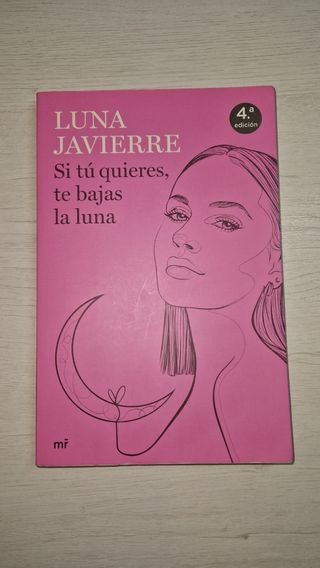 LUNA
JAVIERRE
Si tú quieres,
te bajas
la luna
4.ª
edición
mr̄